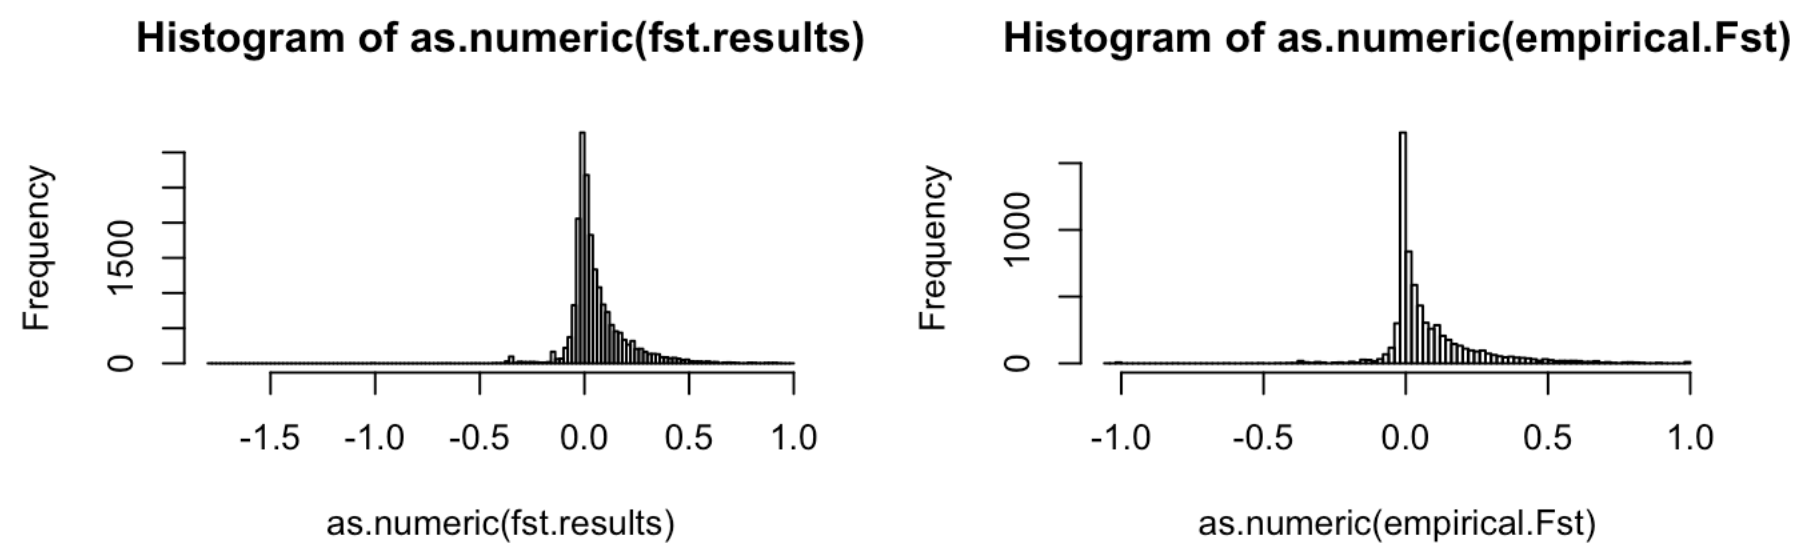 Histogram of as.numeric(fst.results)
Frequency
0
1500
-1.5 -1.0 -0.5 0.0 0.5 1.0
as.numeric(fst.results)
Histogram of as.numeric(empirical.Fst)
Frequency
0
1000
-1.0 -0.5 0.0 0.5 1.0
as.numeric(empirical.Fst)